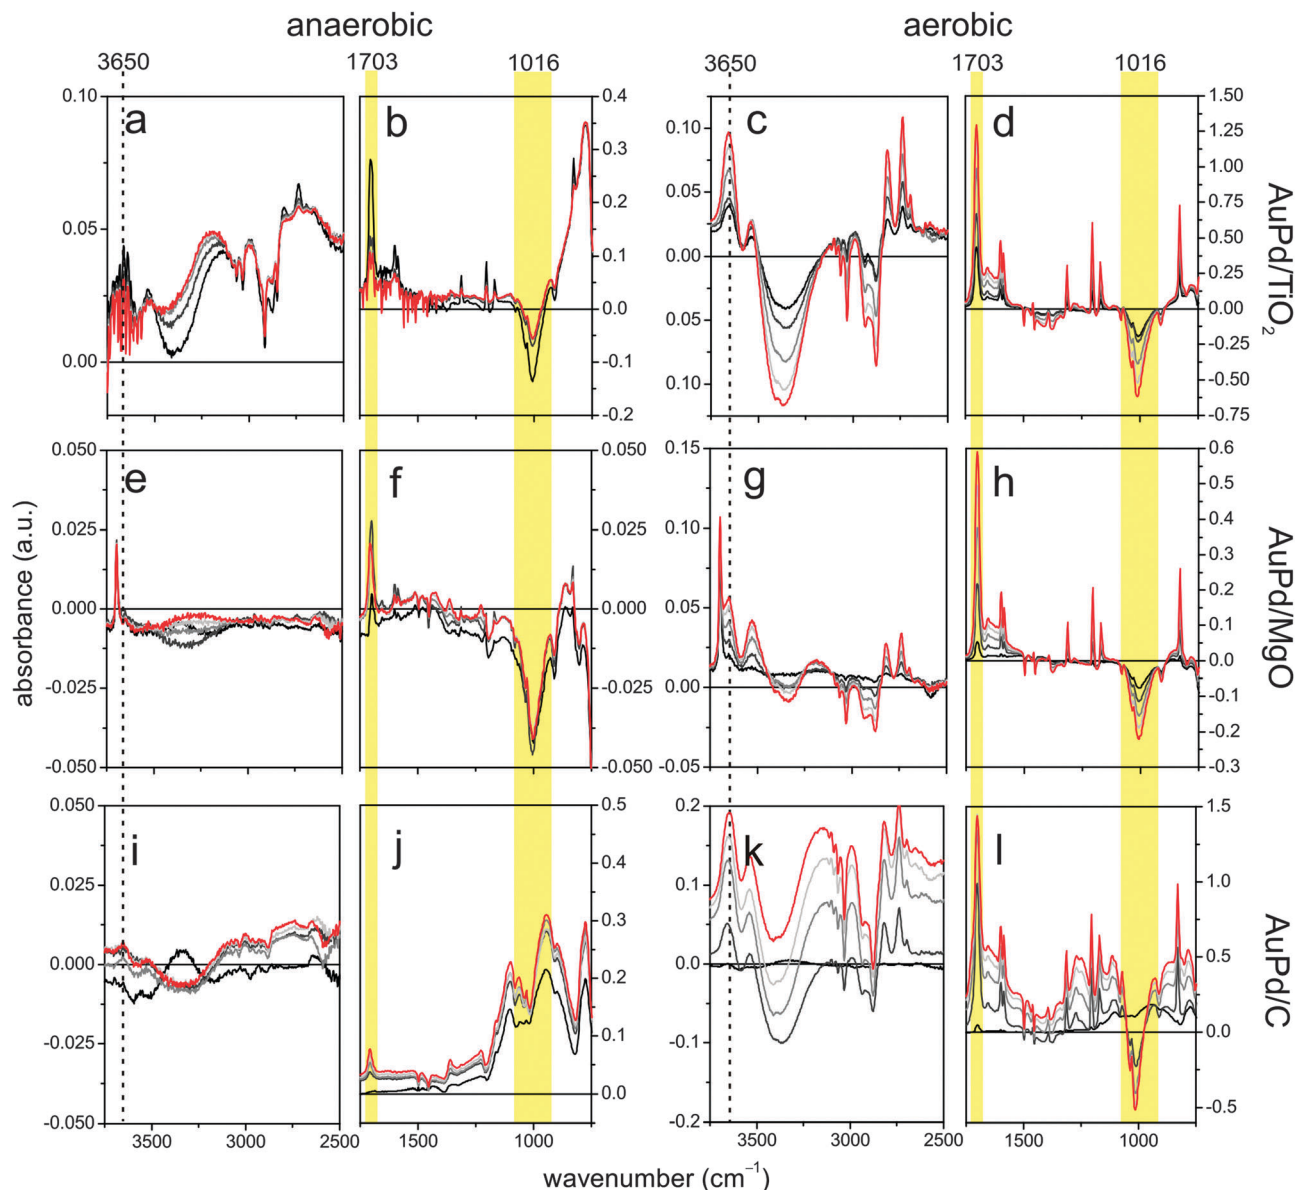 anaerobic aerobic
3650 1703 1016 3650 1703 1016
0.10 0.4 0.10 1.50
a b c d
0.3 1.25
1.00
0.05 0.2 0.05 0.75
0.1 0.00 0.50
0.25
0.00 0.0 0.05 0.00
-0.1 -0.25
0.10 -0.50
-0.2 -0.75
AuPd/TiO2
0.050 0.050 0.15 0.6
e f g h
0.5
0.025 0.025 0.10 0.4
0.3
0.000 0.000 0.05 0.2
0.1
-0.025 -0.025 0.00 0.0
-0.1
-0.2
-0.050 -0.050 -0.05 -0.3
AuPd/MgO
absorbance (a.u.)
0.050 0.5 0.2 1.5
i j k l
0.025 0.4 0.1 1.0
0.3
0.000 0.2 0.0 0.5
-0.025 0.1 -0.1 0.0
0.0 -0.5
-0.050 -0.2
AuPd/C
3500 3000 2500 1500 1000 3500 3000 2500 1500 1000
wavenumber (cm–1)